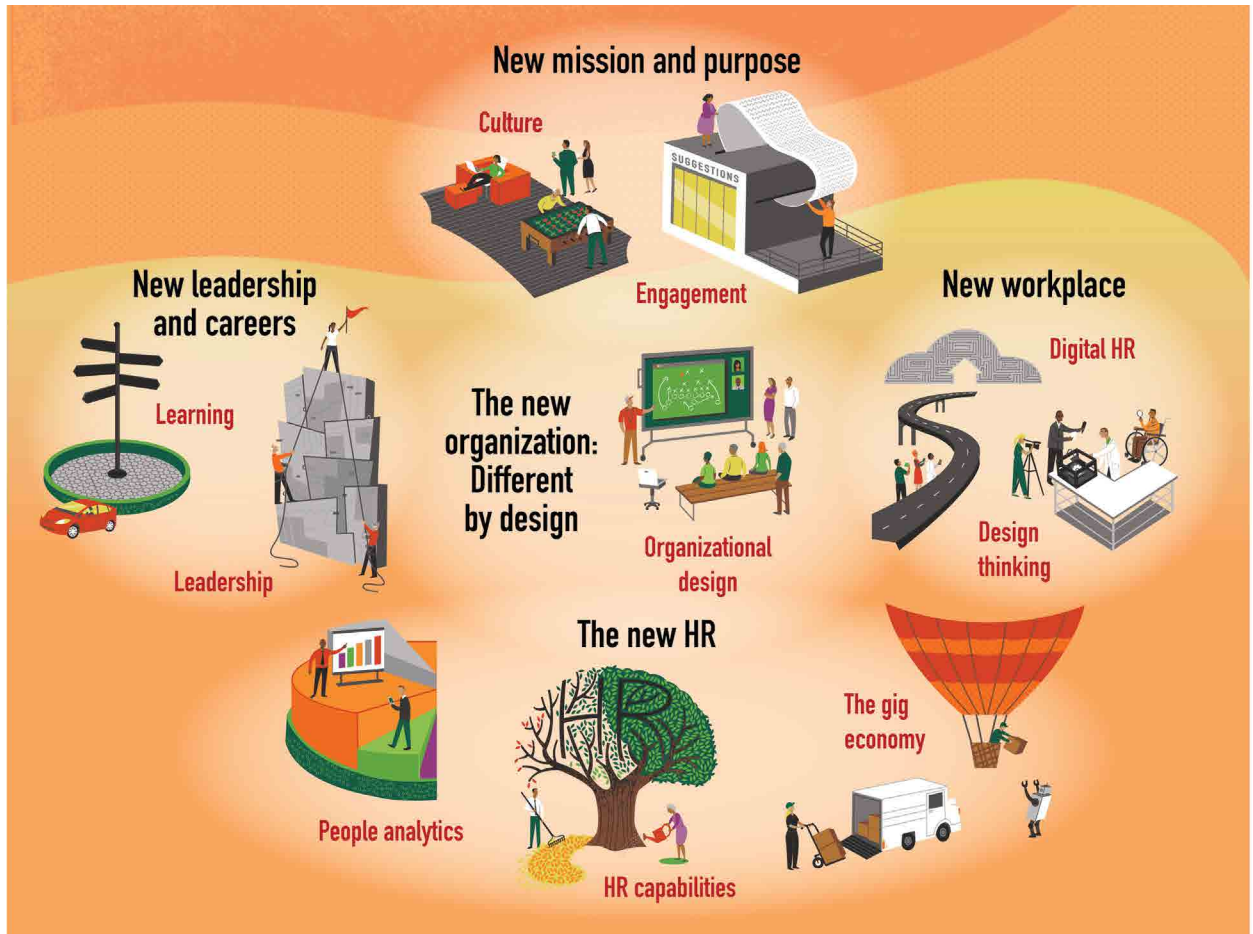 New mission and purpose
Culture
SUGGESTIONS
Engagement
New leadership
and careers
Learning
Leadership
The new
organization:
Different
by design
Organizational
design
New workplace
Digital HR
Design
thinking
The new HR
People analytics
HR
HR capabilities
The gig
economy